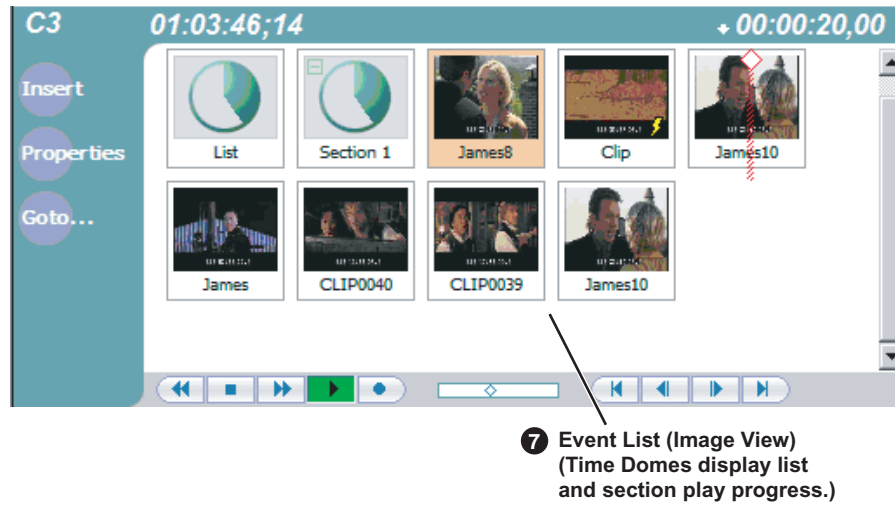 C3 01:03:46;14 00:00:20,00
Insert
Properties
Goto...
List Section 1 James8 Clip James10
James CLIP0040 CLIP0039 James10
7 Event List (Image View)
(Time Domes display list
and section play progress.)